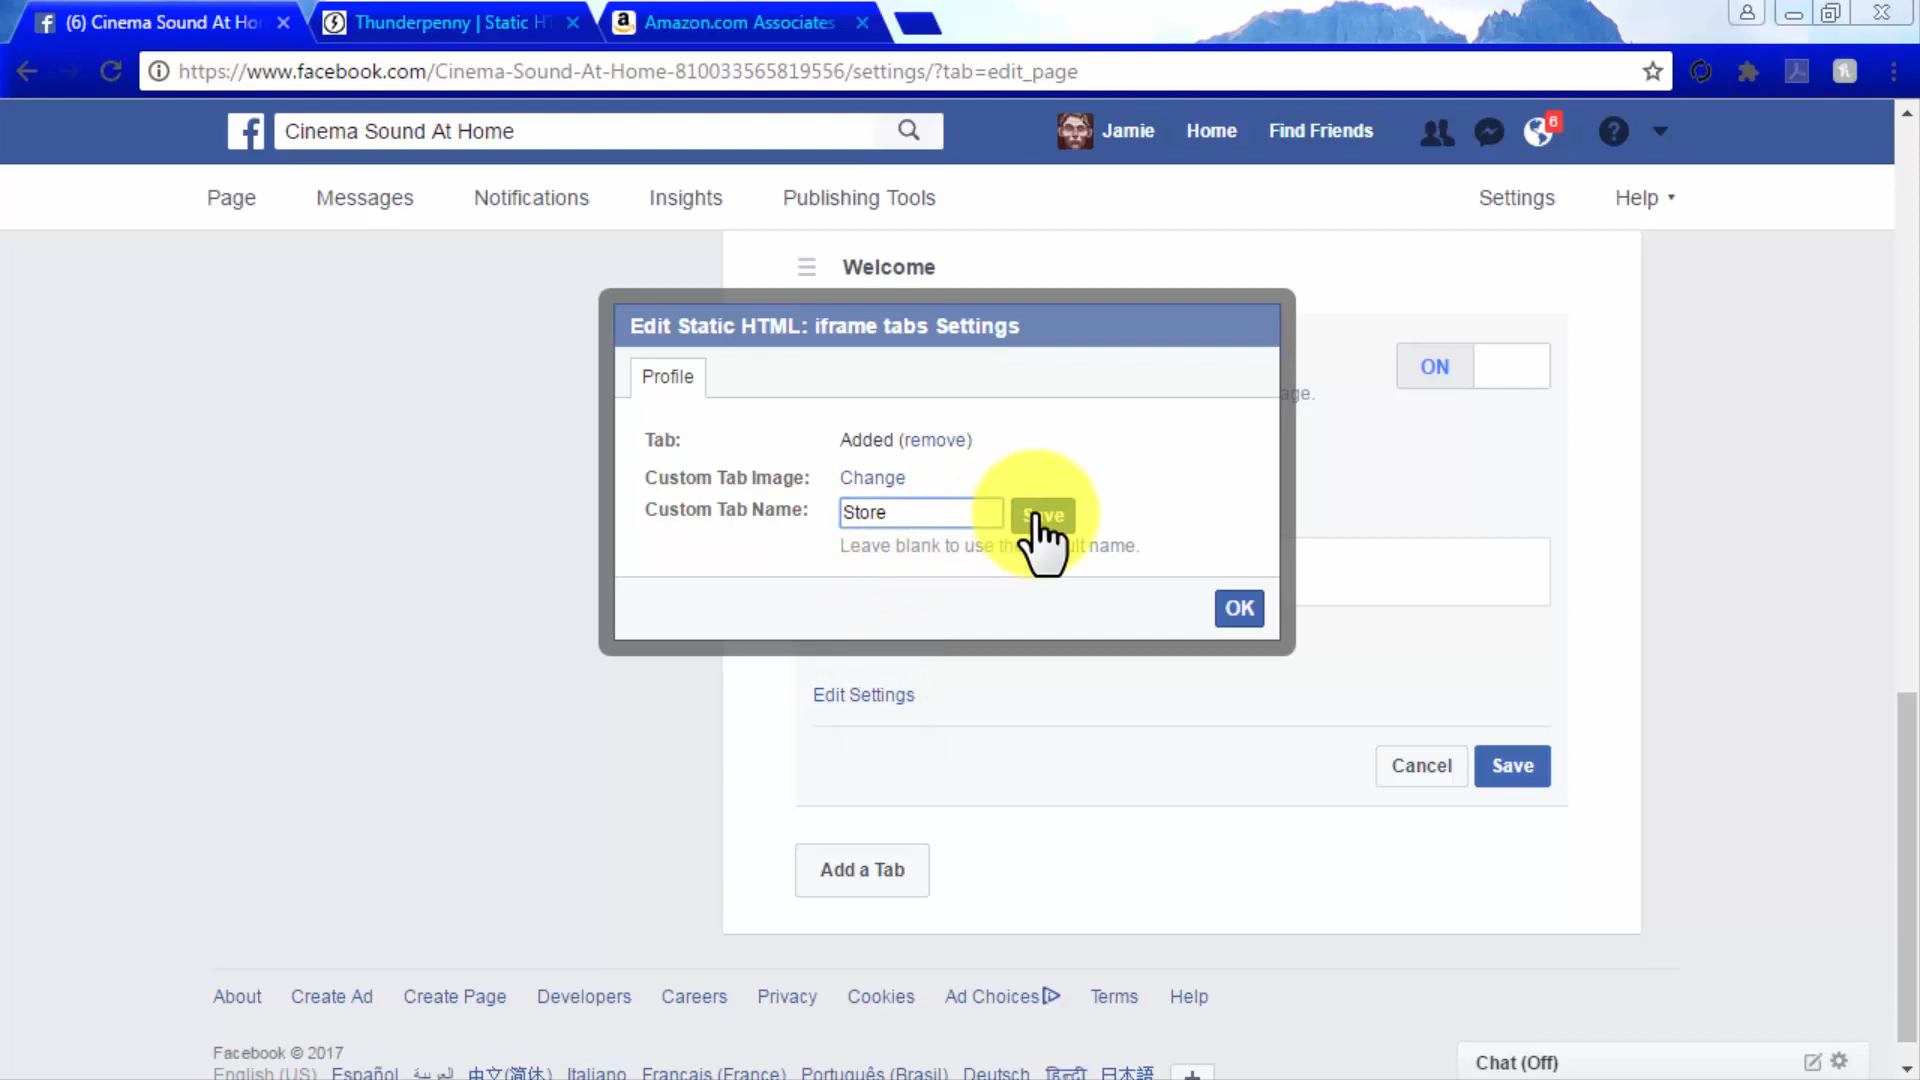 (6) Cinema Sound At Ho
Thunderpenny | Static HT
Amazon.com Associates
https://www.facebook.com/Cinema-Sound-At-Home-810033565819556/settings/?tab=edit_page
Cinema Sound At Home
Jamie
Home
Find Friends
6
Page
Messages
Notifications
Insights
Publishing Tools
Settings
Help
Welcome
Edit Static HTML: iframe tabs Settings
Profile
ON
age.
Tab:
Added (remove)
Custom Tab Image:
Change
Custom Tab Name:
Store
Save
Leave blank to use the name.
OK
Edit Settings
Cancel
Save
Add a Tab
About
Create Ad
Create Page
Developers
Careers
Privacy
Cookies
Ad Choices
Terms
Help
Facebook © 2017
Chat (Off)
English (US)
Español
العربية
中文(简体)
Italiano
Français (France)
Português (Brasil)
Deutsch
हिन्दी
日本語